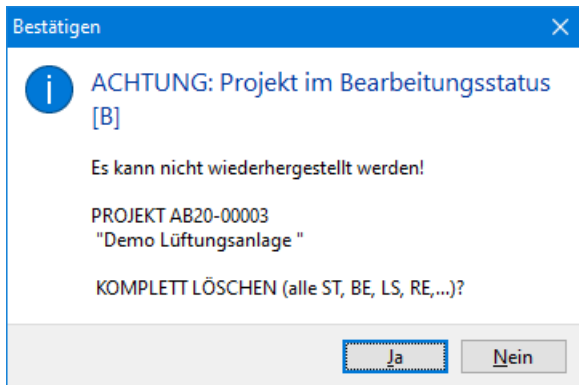 Bestätigen
ACHTUNG: Projekt im Bearbeitungsstatus
[B]
Es kann nicht wiederhergestellt werden!
PROJEKT AB20-00003
"Demo Lüftungsanlage "
KOMPLETT LÖSCHEN (alle ST, BE, LS, RE,...)?
Ja
Nein